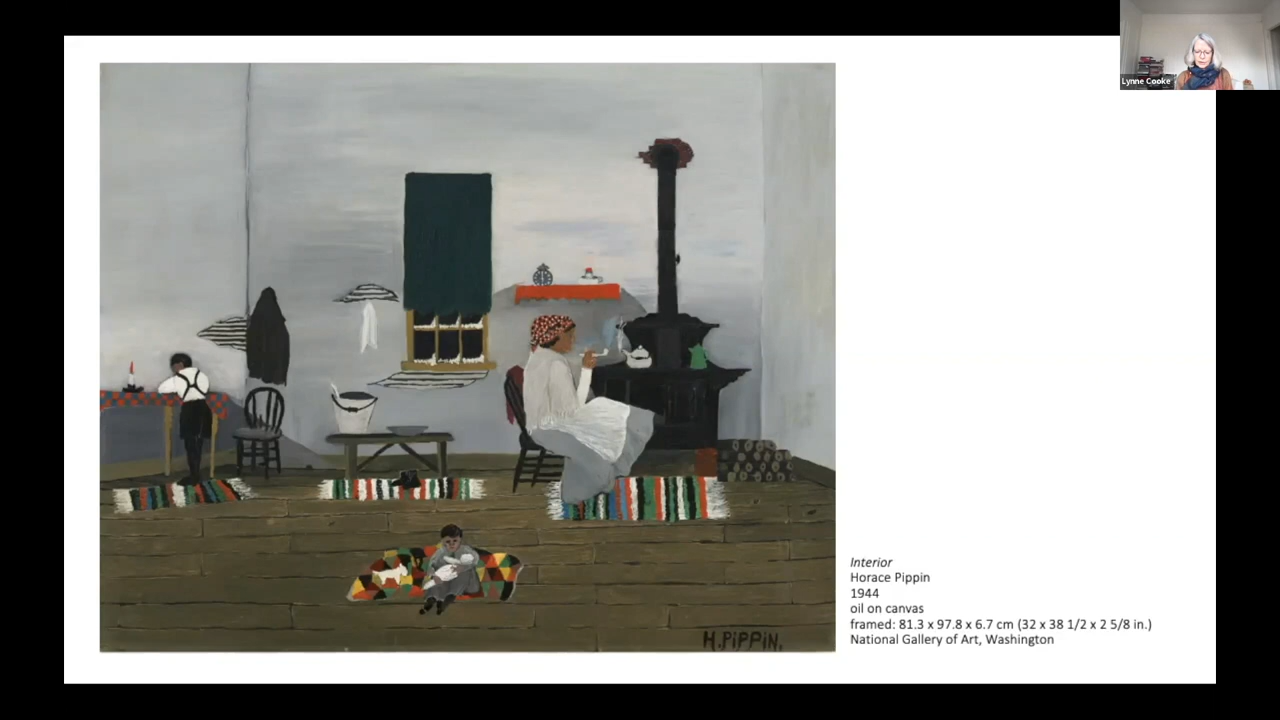 Lynne Cooke
H.PiPPiN.
Interior
Horace Pippin
1944
oil on canvas
framed: 81.3 x 97.8 x 6.7 cm (32 x 38 1/2 x 2 5/8 in.)
National Gallery of Art, Washington